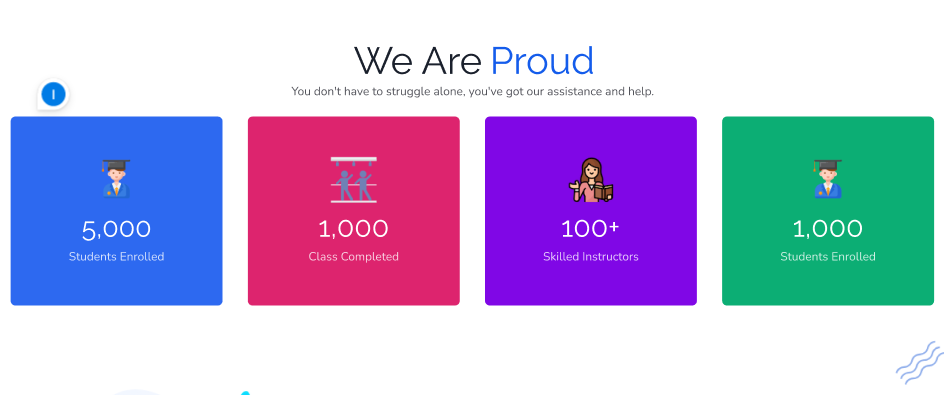 We Are Proud
You don't have to struggle alone, you've got our assistance and help.
I
5,000
Students Enrolled
1,000
Class Completed
100+
Skilled Instructors
1,000
Students Enrolled